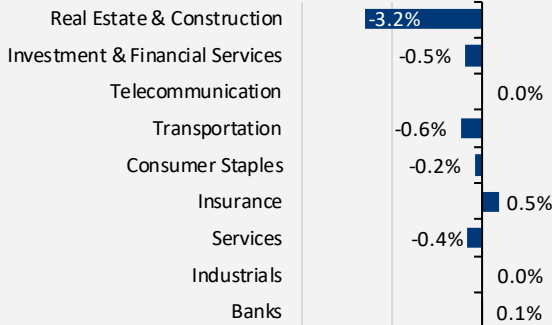 Real Estate & Construction -3.2%
Investment & Financial Services -0.5%
Telecommunication 0.0%
Transportation -0.6%
Consumer Staples -0.2%
Insurance 0.5%
Services -0.4%
Industrials 0.0%
Banks 0.1%